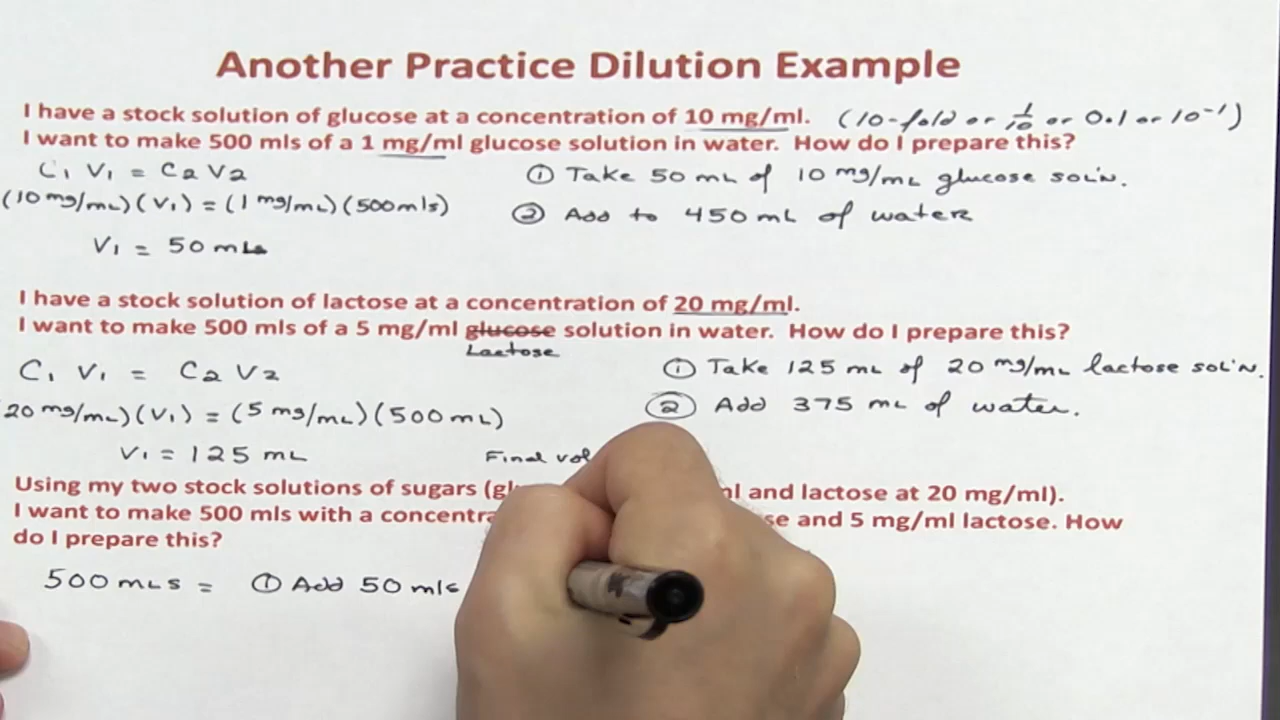 Another Practice Dilution Example
I have a stock solution of glucose at a concentration of 10 mg/ml. (10-fold or 1/10 or 0.1 or 10⁻¹)
I want to make 500 mls of a 1 mg/ml glucose solution in water. How do I prepare this?
C₁ V₁ = C₂ V₂
(10 mg/mL)(V₁) = (1 mg/mL)(500 mls)
V₁ = 50 mLs
① Take 50 mL of 10 mg/mL glucose sol'n.
② Add to 450 mL of water
I have a stock solution of lactose at a concentration of 20 mg/ml.
I want to make 500 mls of a 5 mg/ml glucose solution in water. How do I prepare this?
Lactose
C₁ V₁ = C₂ V₂
20 mg/mL)(V₁) = (5 mg/mL)(500 mL)
V₁ = 125 mL
① Take 125 mL of 20 mg/mL lactose sol'n.
② Add 375 mL of water.
Final vol
Using my two stock solutions of sugars (gl ml and lactose at 20 mg/ml).
I want to make 500 mls with a concentra se and 5 mg/ml lactose. How
do I prepare this?
500 mLs = ① Add 50 mls